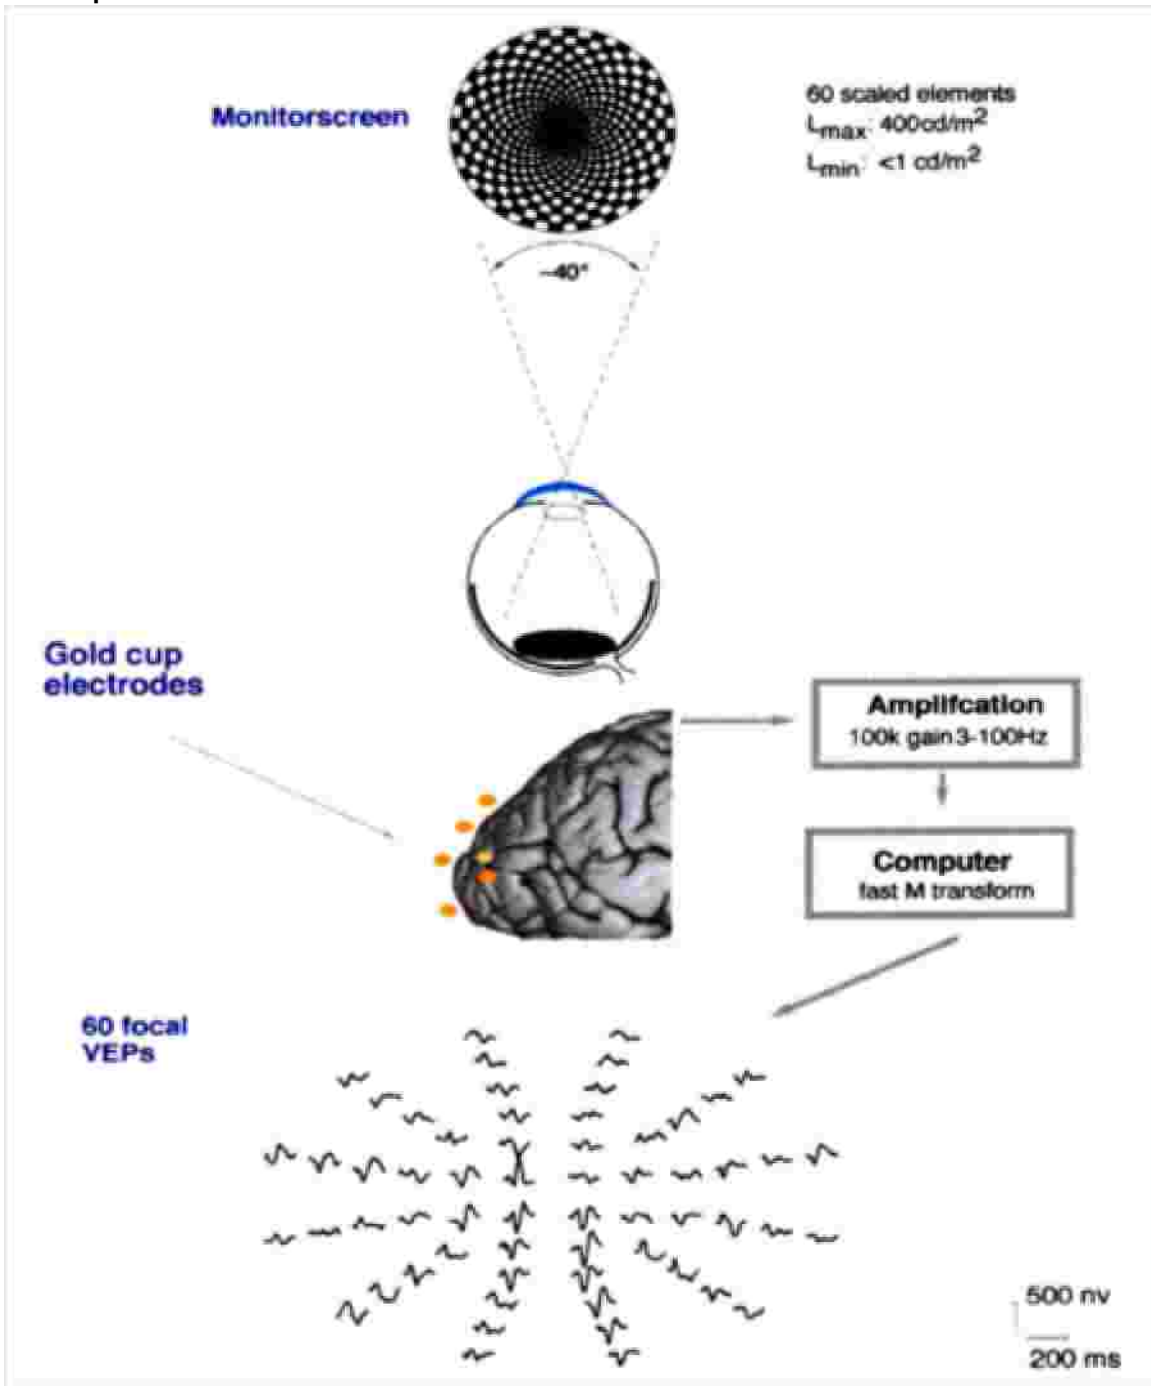 Monitorscreen
60 scaled elements
Lmax: 400cd/m2
Lmin: <1 cd/m2
~40°
Gold cup
electrodes
Amplifcation
100k gain 3-100Hz
Computer
fast M transform
60 focal
VEPs
500 nv
200 ms